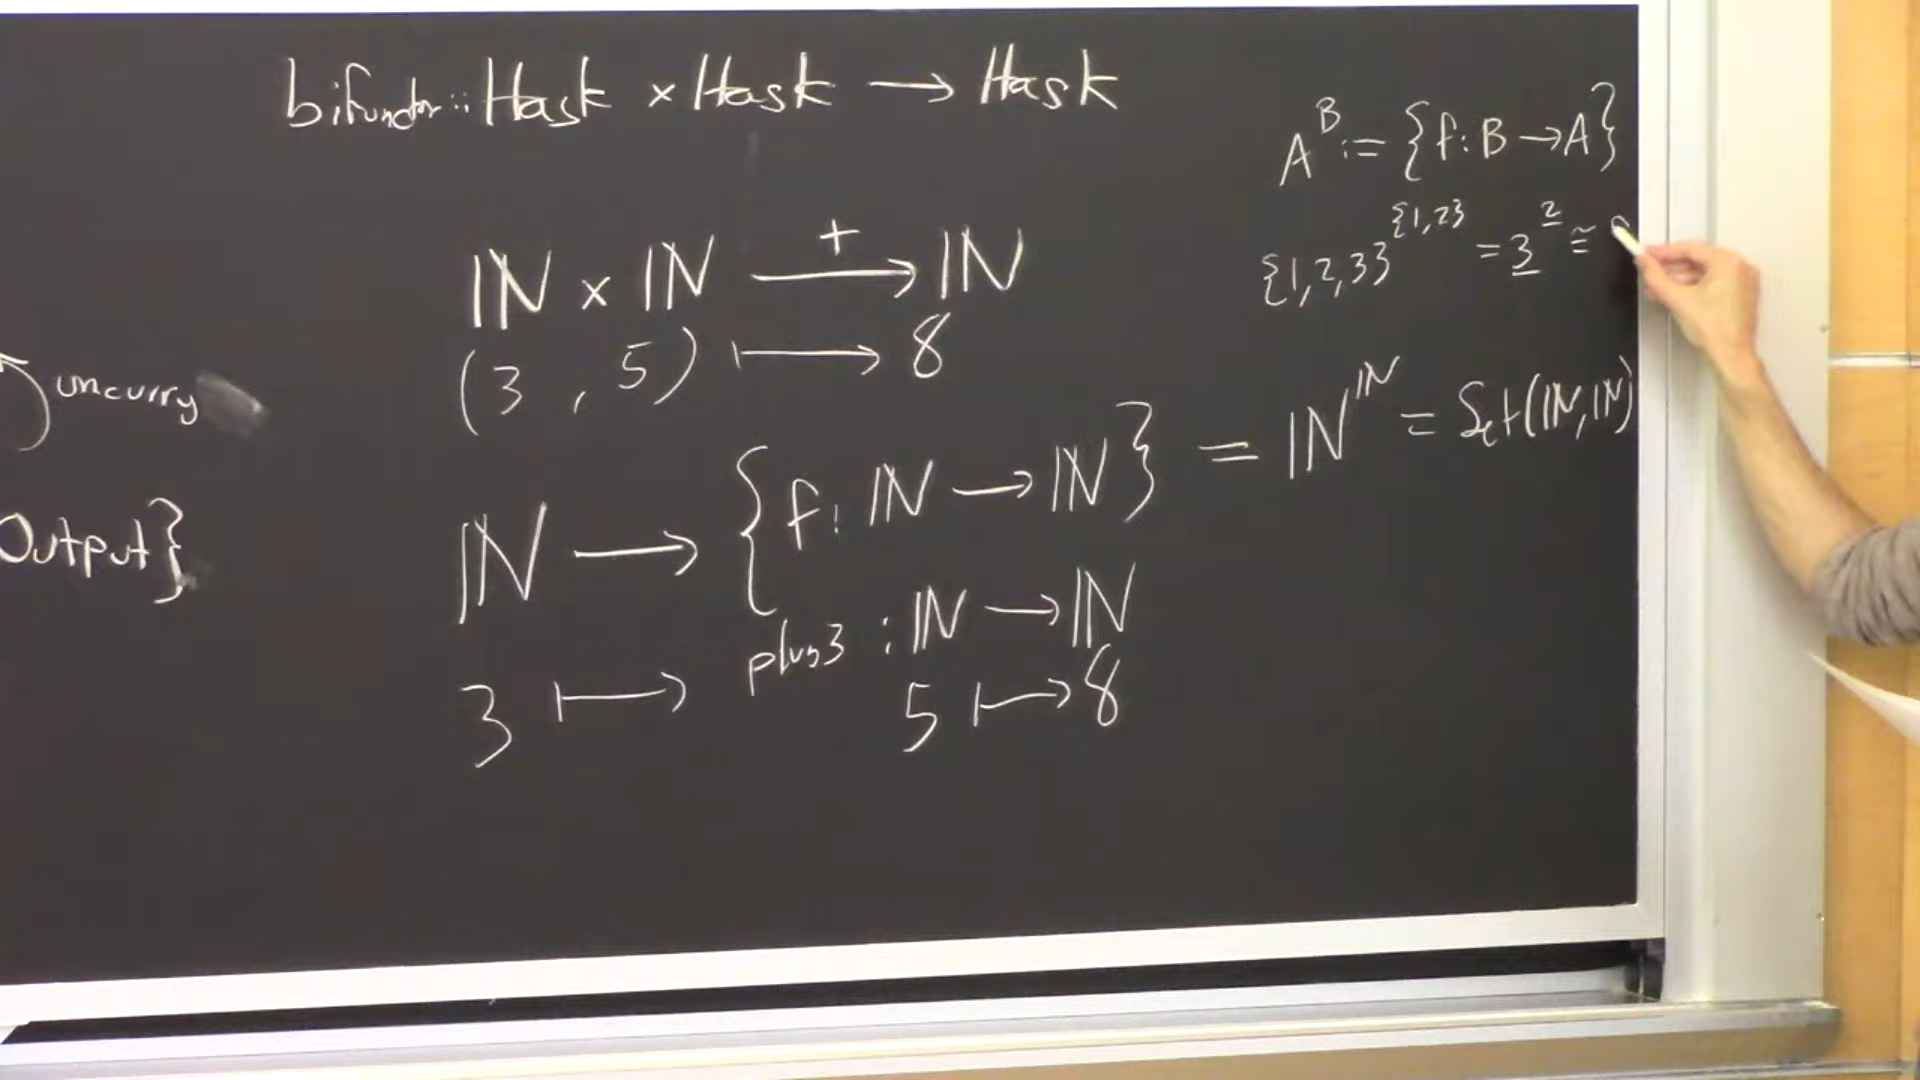 bifunctor :: Hask × Hask → Hask
A^B := {f : B → A}
{1,2,3}^{1,2} = 3^2 ≅
ℕ × ℕ —+→ ℕ
(3 , 5) ⟼ 8
uncurry
ℕ → {f : ℕ → ℕ} = ℕ^ℕ = Set(ℕ,ℕ)
Output}
plus3 : ℕ → ℕ
3 ⟼ 5 ⟼ 8